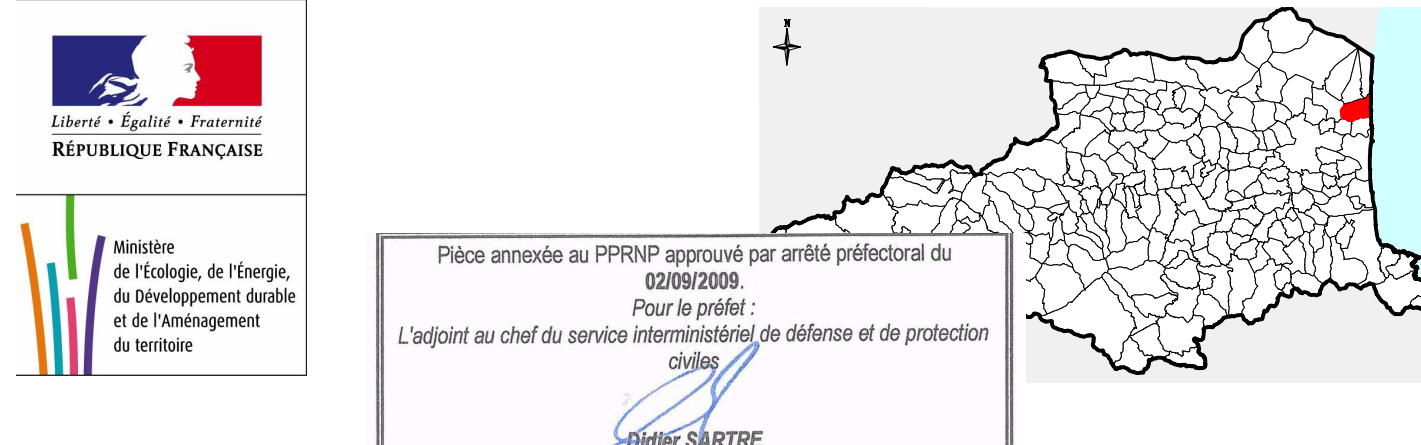 Liberté • Égalité • Fraternité
RÉPUBLIQUE FRANÇAISE
Ministère
de l'Écologie, de l'Énergie,
du Développement durable
et de l'Aménagement
du territoire
N
Pièce annexée au PPRNP approuvé par arrêté préfectoral du
02/09/2009.
Pour le préfet :
L'adjoint au chef du service interministériel de défense et de protection
civiles
Didier SARTRE